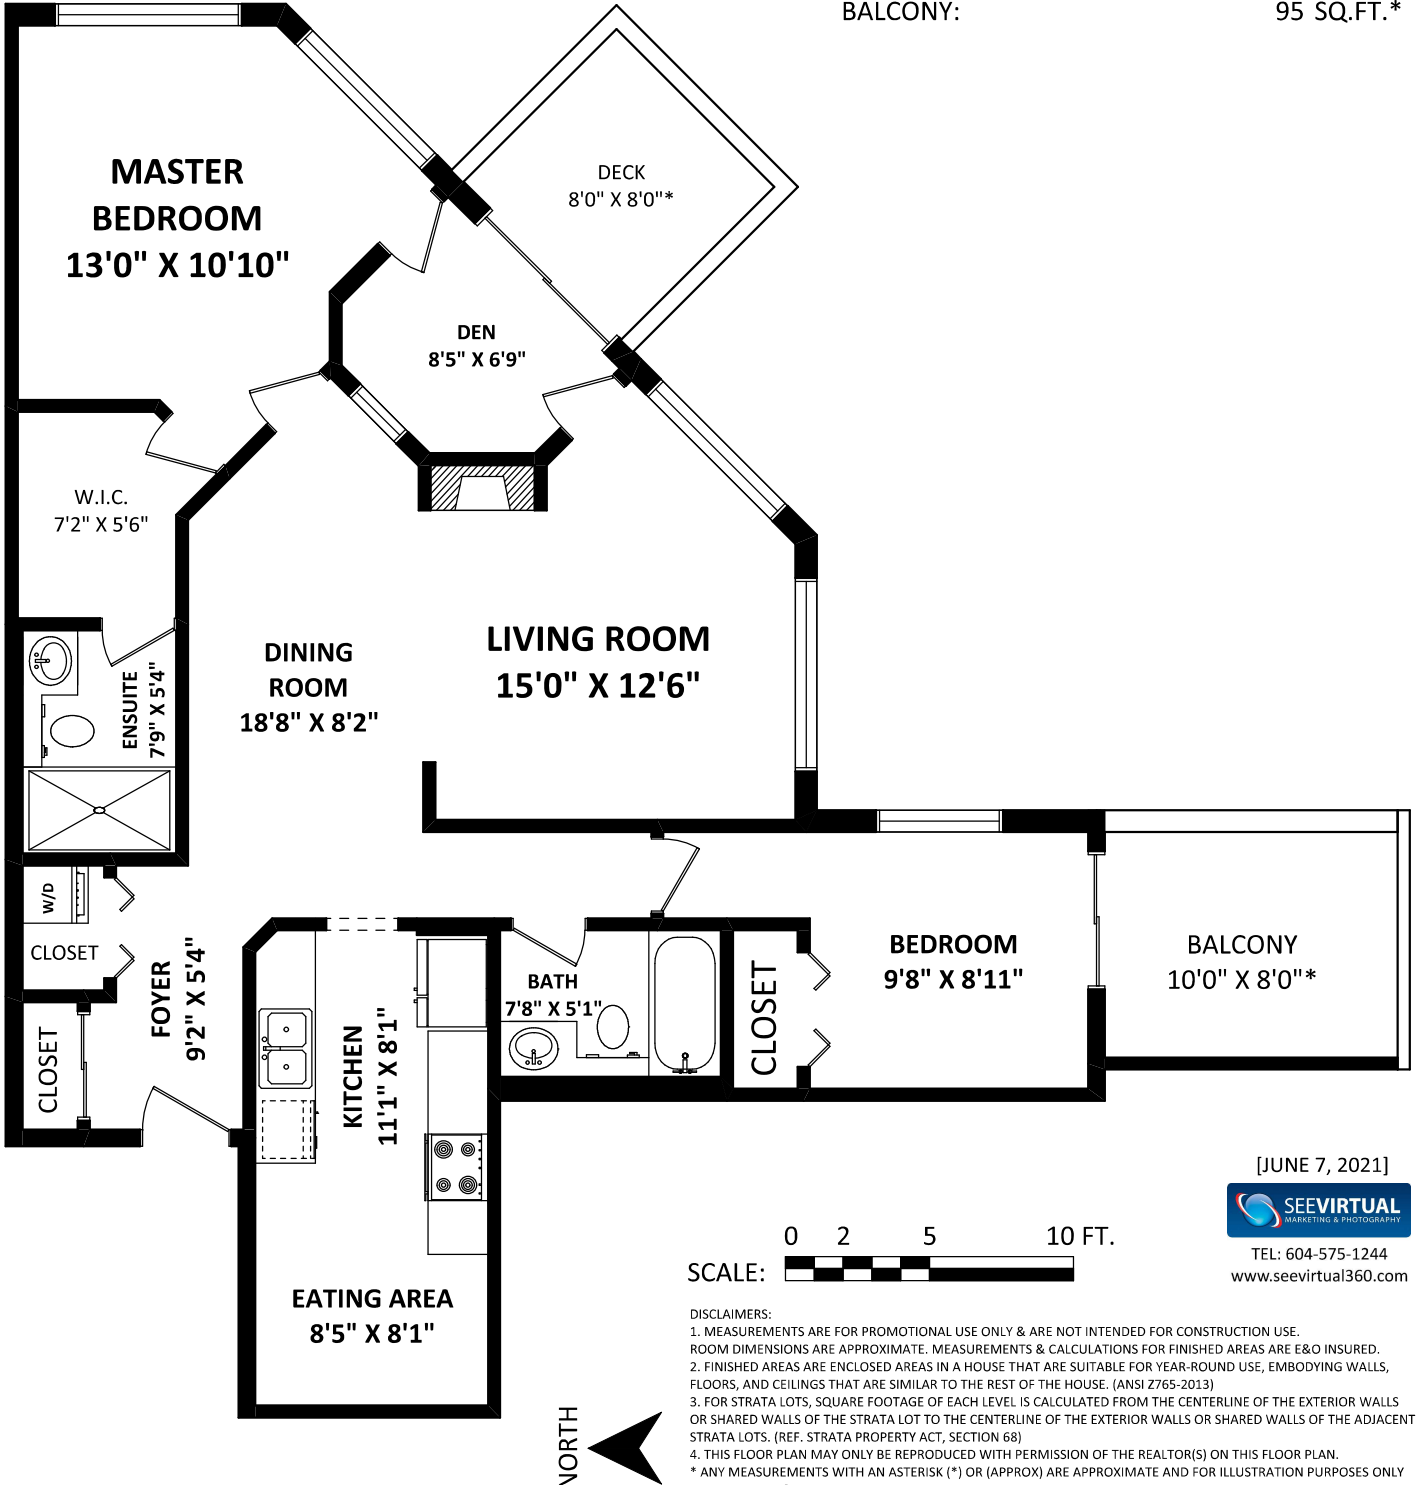 BALCONY: 95 SQ.FT.*
MASTER
BEDROOM
13'0" X 10'10"
DECK
8'0" X 8'0"*
DEN
8'5" X 6'9"
W.I.C.
7'2" X 5'6"
DINING
ROOM
18'8" X 8'2"
LIVING ROOM
15'0" X 12'6"
ENSUITE
7'9" X 5'4"
W/D
CLOSET
FOYER
9'2" X 5'4"
CLOSET
KITCHEN
11'1" X 8'1"
BATH
7'8" X 5'1"
CLOSET
BEDROOM
9'8" X 8'11"
BALCONY
10'0" X 8'0"*
EATING AREA
8'5" X 8'1"
[JUNE 7, 2021]
SEEVIRTUAL
MARKETING & PHOTOGRAPHY
TEL: 604-575-1244
www.seevirtual360.com
0 2 5 10 FT.
SCALE:
NORTH
DISCLAIMERS:
1. MEASUREMENTS ARE FOR PROMOTIONAL USE ONLY & ARE NOT INTENDED FOR CONSTRUCTION USE.
ROOM DIMENSIONS ARE APPROXIMATE. MEASUREMENTS & CALCULATIONS FOR FINISHED AREAS ARE E&O INSURED.
2. FINISHED AREAS ARE ENCLOSED AREAS IN A HOUSE THAT ARE SUITABLE FOR YEAR-ROUND USE, EMBODYING WALLS,
FLOORS, AND CEILINGS THAT ARE SIMILAR TO THE REST OF THE HOUSE. (ANSI Z765-2013)
3. FOR STRATA LOTS, SQUARE FOOTAGE OF EACH LEVEL IS CALCULATED FROM THE CENTERLINE OF THE EXTERIOR WALLS
OR SHARED WALLS OF THE STRATA LOT TO THE CENTERLINE OF THE EXTERIOR WALLS OR SHARED WALLS OF THE ADJACENT
STRATA LOTS. (REF. STRATA PROPERTY ACT, SECTION 68)
4. THIS FLOOR PLAN MAY ONLY BE REPRODUCED WITH PERMISSION OF THE REALTOR(S) ON THIS FLOOR PLAN.
* ANY MEASUREMENTS WITH AN ASTERISK (*) OR (APPROX) ARE APPROXIMATE AND FOR ILLUSTRATION PURPOSES ONLY